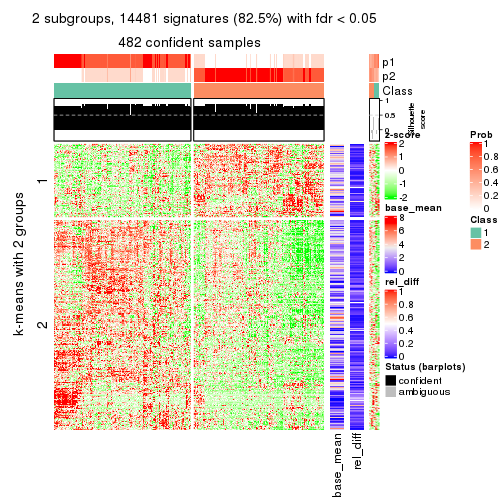 2 subgroups, 14481 signatures (82.5%) with fdr < 0.05
482 confident samples
p1
p2
Class
1
0.5
0
Silhouette
score
k-means with 2 groups
1
2
base_mean
rel_diff
z-score
2
1
0
-1
-2
base_mean
8
6
4
2
0
rel_diff
1
0.8
0.6
0.4
0.2
0
Status (barplots)
confident
ambiguous
Prob
1
0.8
0.6
0.4
0.2
0
Class
1
2